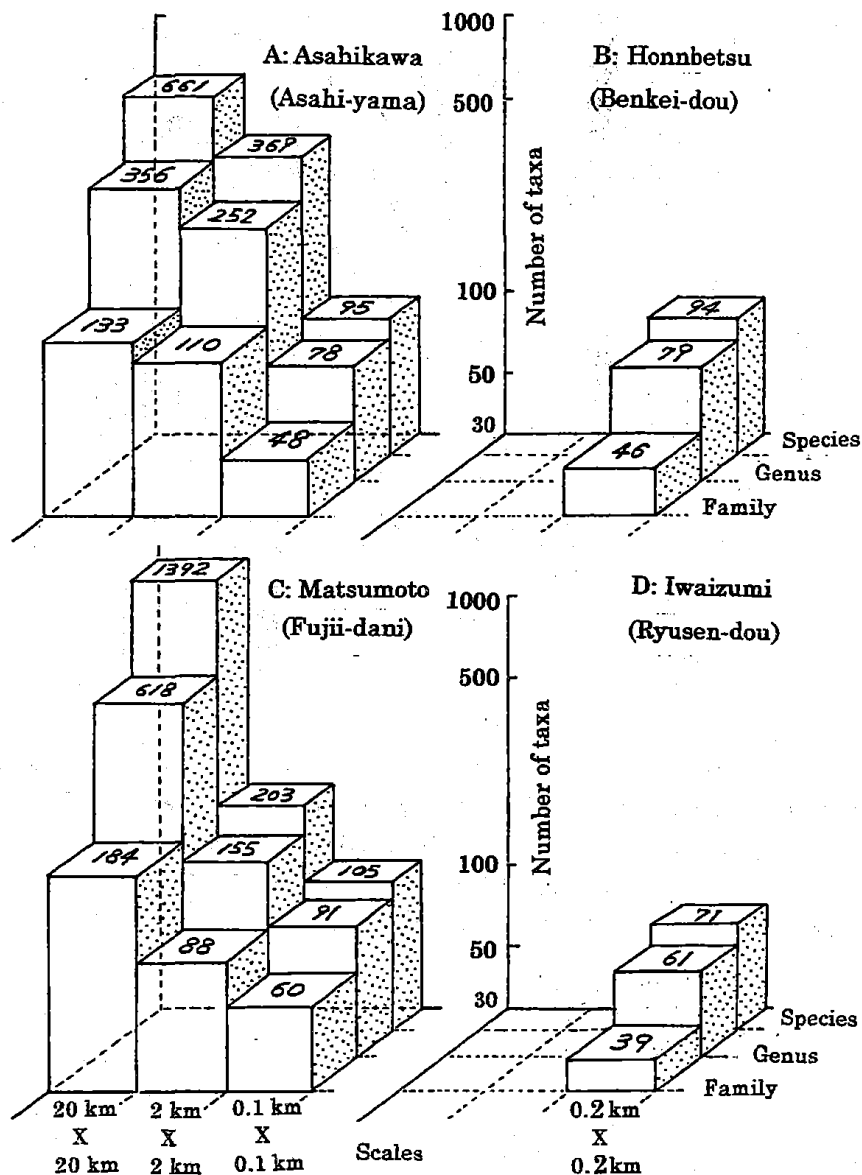 A: Asahikawa
(Asahi-yama)
661
369
356
252
95
133
110
78
48
B: Honnbetsu
(Benkei-dou)
Number of taxa
1000
500
100
50
30
94
79
46
Species
Genus
Family
C: Matsumoto
(Fujii-dani)
1392
618
203
184
155
105
91
88
60
20 km
X
20 km
2 km
X
2 km
0.1 km
X
0.1 km
Scales
D: Iwaizumi
(Ryusen-dou)
Number of taxa
1000
500
100
50
30
71
61
39
Species
Genus
Family
0.2 km
X
0.2km